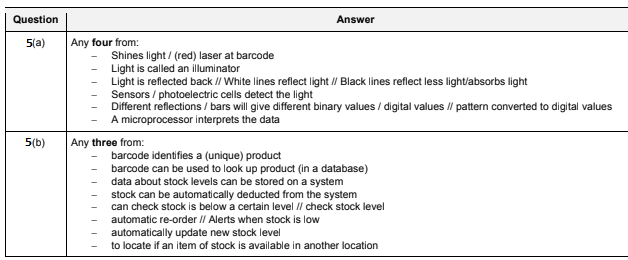 Question Answer
5(a) Any four from:
– Shines light / (red) laser at barcode
– Light is called an illuminator
– Light is reflected back // White lines reflect light // Black lines reflect less light/absorbs light
– Sensors / photoelectric cells detect the light
– Different reflections / bars will give different binary values / digital values // pattern converted to digital values
– A microprocessor interprets the data
5(b) Any three from:
– barcode identifies a (unique) product
– barcode can be used to look up product (in a database)
– data about stock levels can be stored on a system
– stock can be automatically deducted from the system
– can check stock is below a certain level // check stock level
– automatic re-order // Alerts when stock is low
– automatically update new stock level
– to locate if an item of stock is available in another location